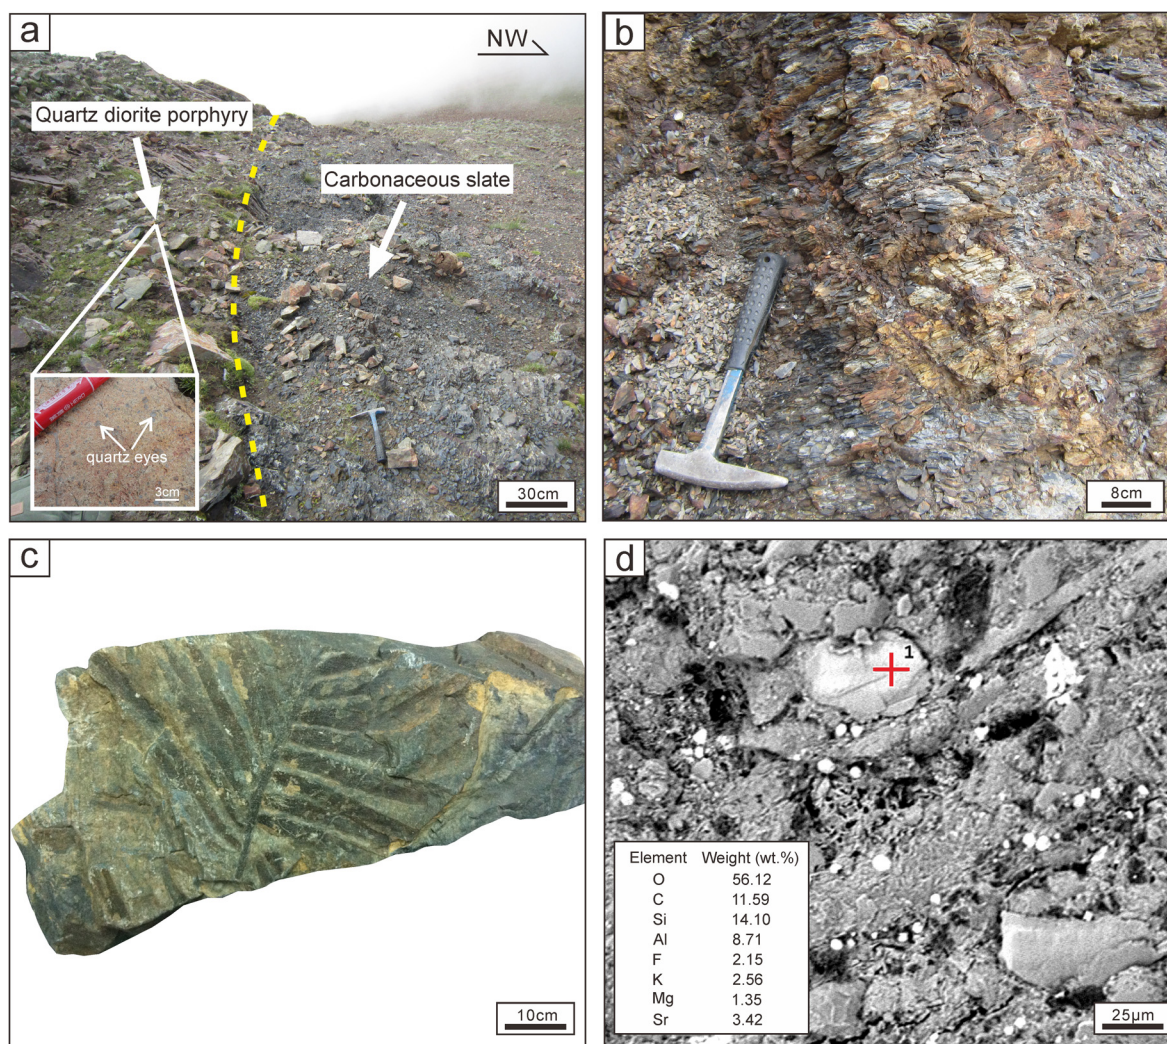 a
NW
Quartz diorite porphyry
Carbonaceous slate
quartz eyes
3cm
30cm
b
8cm
c
10cm
d
1
Element Weight (wt.%)
O 56.12
C 11.59
Si 14.10
Al 8.71
F 2.15
K 2.56
Mg 1.35
Sr 3.42
25μm